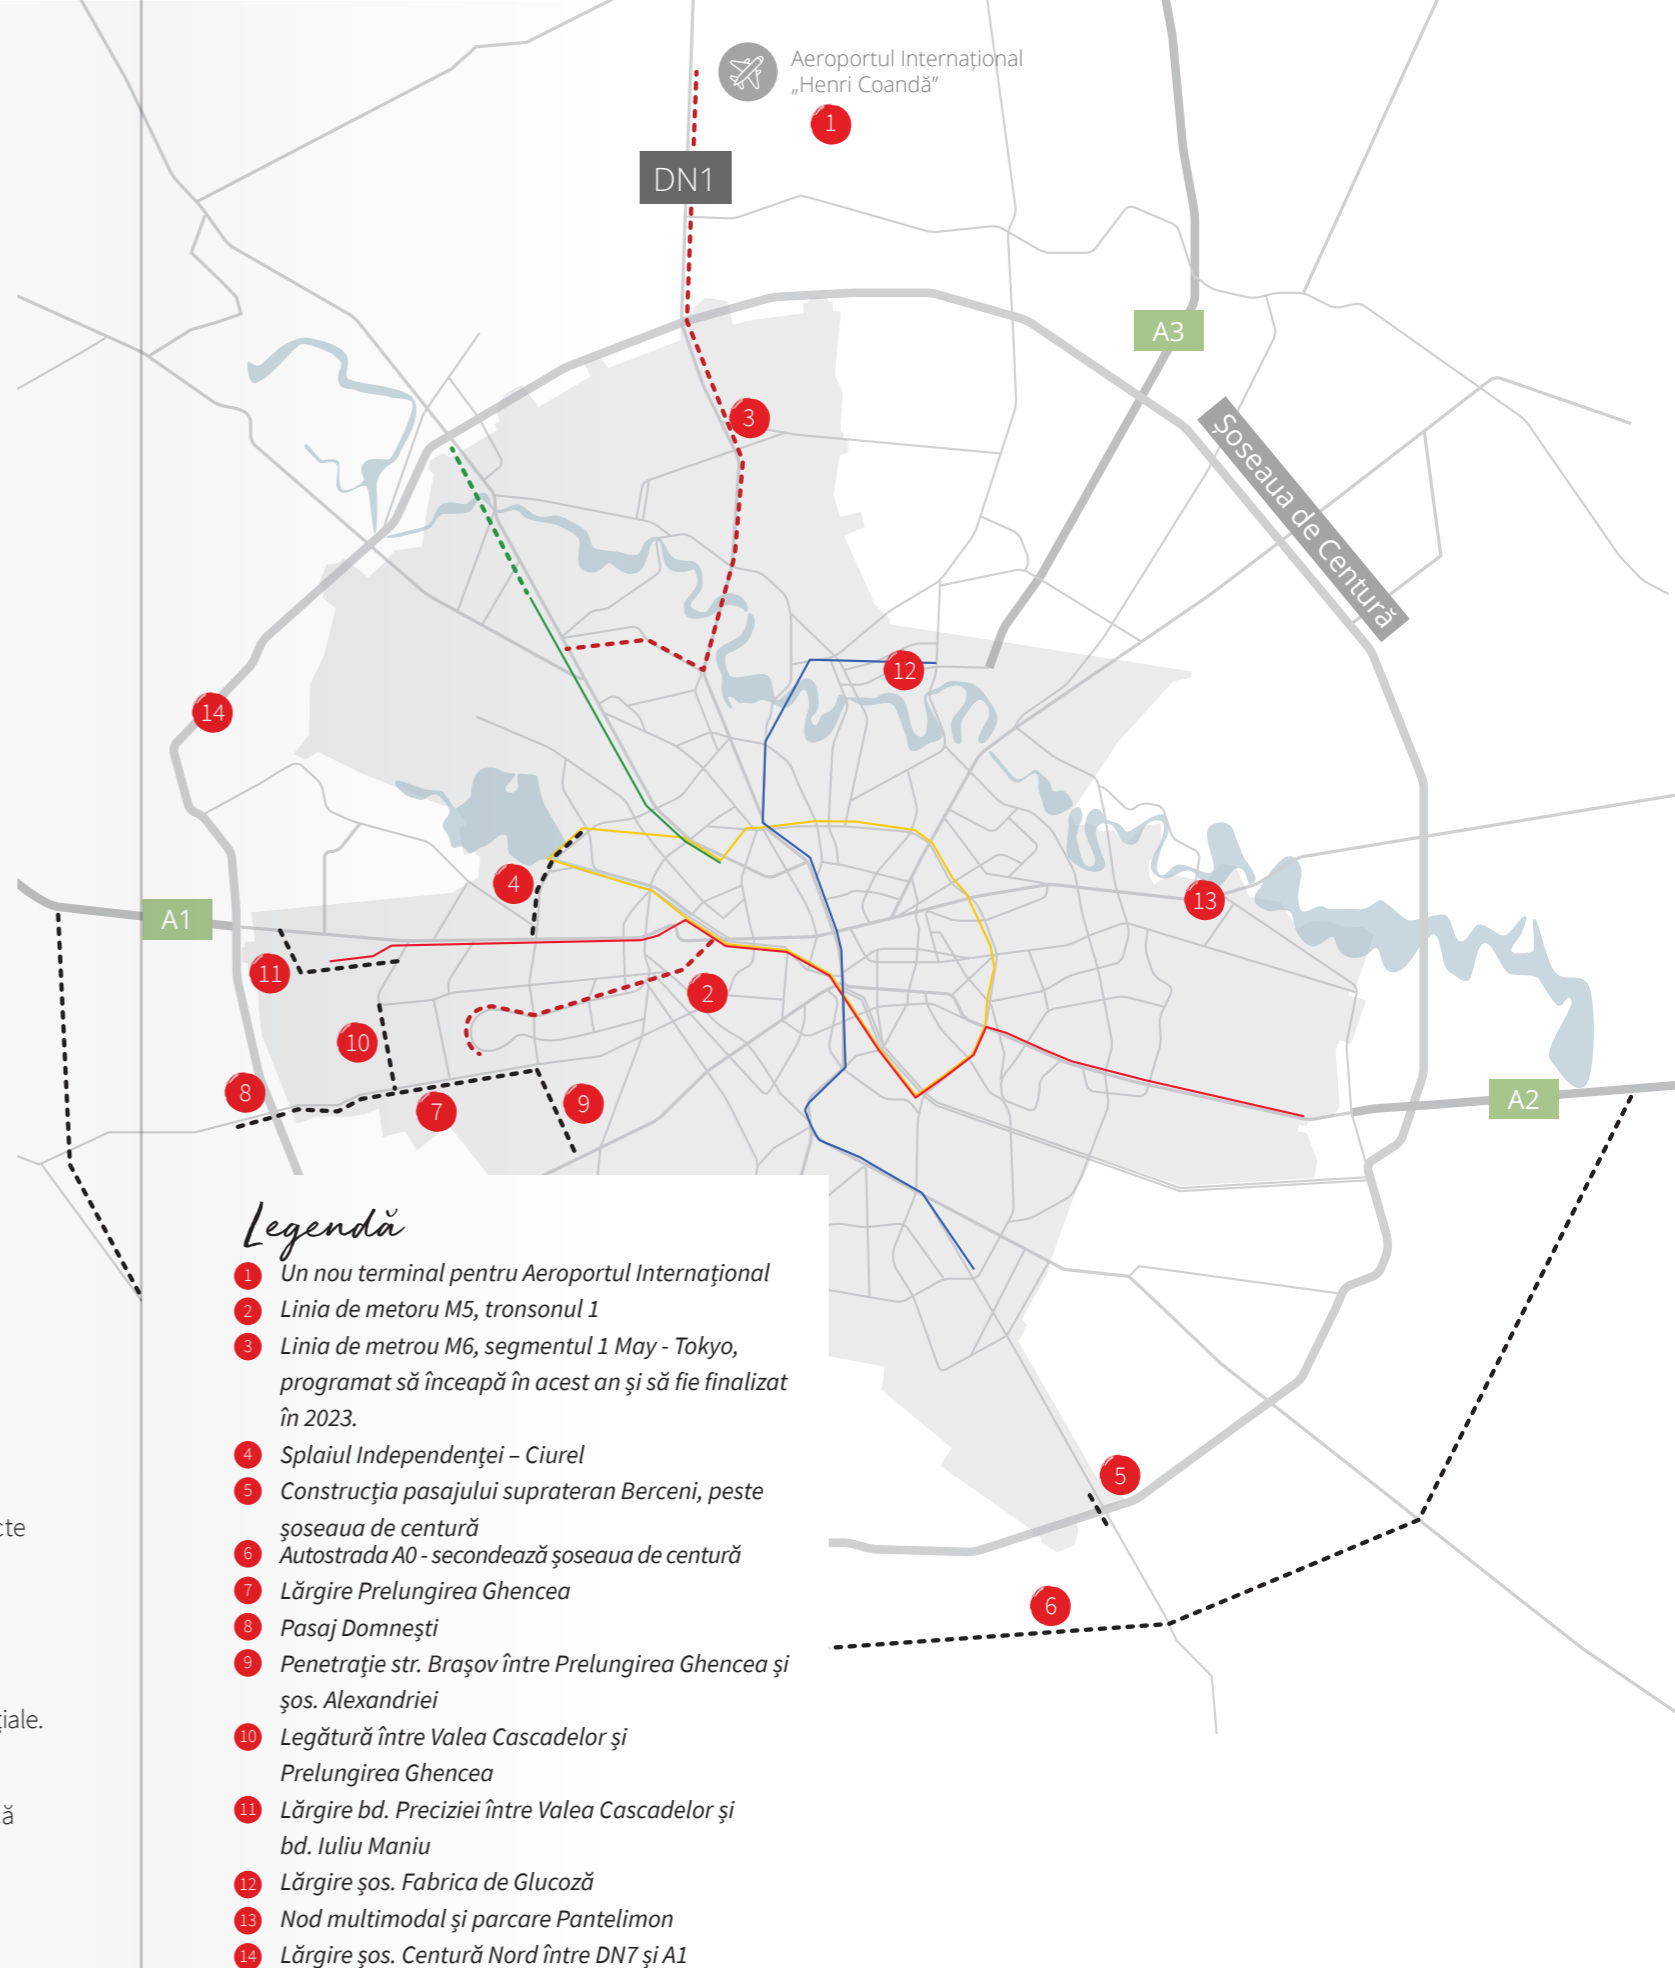 Aeroportul Internațional
„Henri Coandă”
1
DN1
A3
3
Șoseaua de Centură
12
14
4
13
A1
11
2
10
8
7
9
A2
5
6
Legendă
1 Un nou terminal pentru Aeroportul Internațional
2 Linia de metoru M5, tronsonul 1
3 Linia de metrou M6, segmentul 1 May - Tokyo,
programat să înceapă în acest an și să fie finalizat
în 2023.
4 Splaiul Independenței – Ciurel
5 Construcția pasajului suprateran Berceni, peste
șoseaua de centură
6 Autostrada A0 - secondează șoseaua de centură
7 Lărgire Prelungirea Ghencea
8 Pasaj Domnești
9 Penetrație str. Brașov între Prelungirea Ghencea și
șos. Alexandriei
10 Legătură între Valea Cascadelor și
Prelungirea Ghencea
11 Lărgire bd. Preciziei între Valea Cascadelor și
bd. Iuliu Maniu
12 Lărgire șos. Fabrica de Glucoză
13 Nod multimodal și parcare Pantelimon
14 Lărgire șos. Centură Nord între DN7 și A1